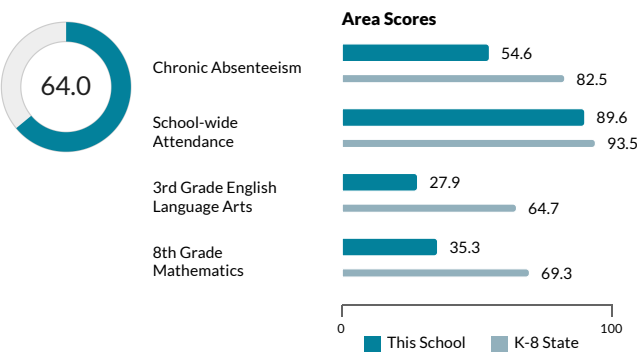 Area Scores
64.0
Chronic Absenteeism
54.6
82.5
School-wide
Attendance
89.6
93.5
3rd Grade English
Language Arts
27.9
64.7
8th Grade
Mathematics
35.3
69.3
0
100
This School
K-8 State